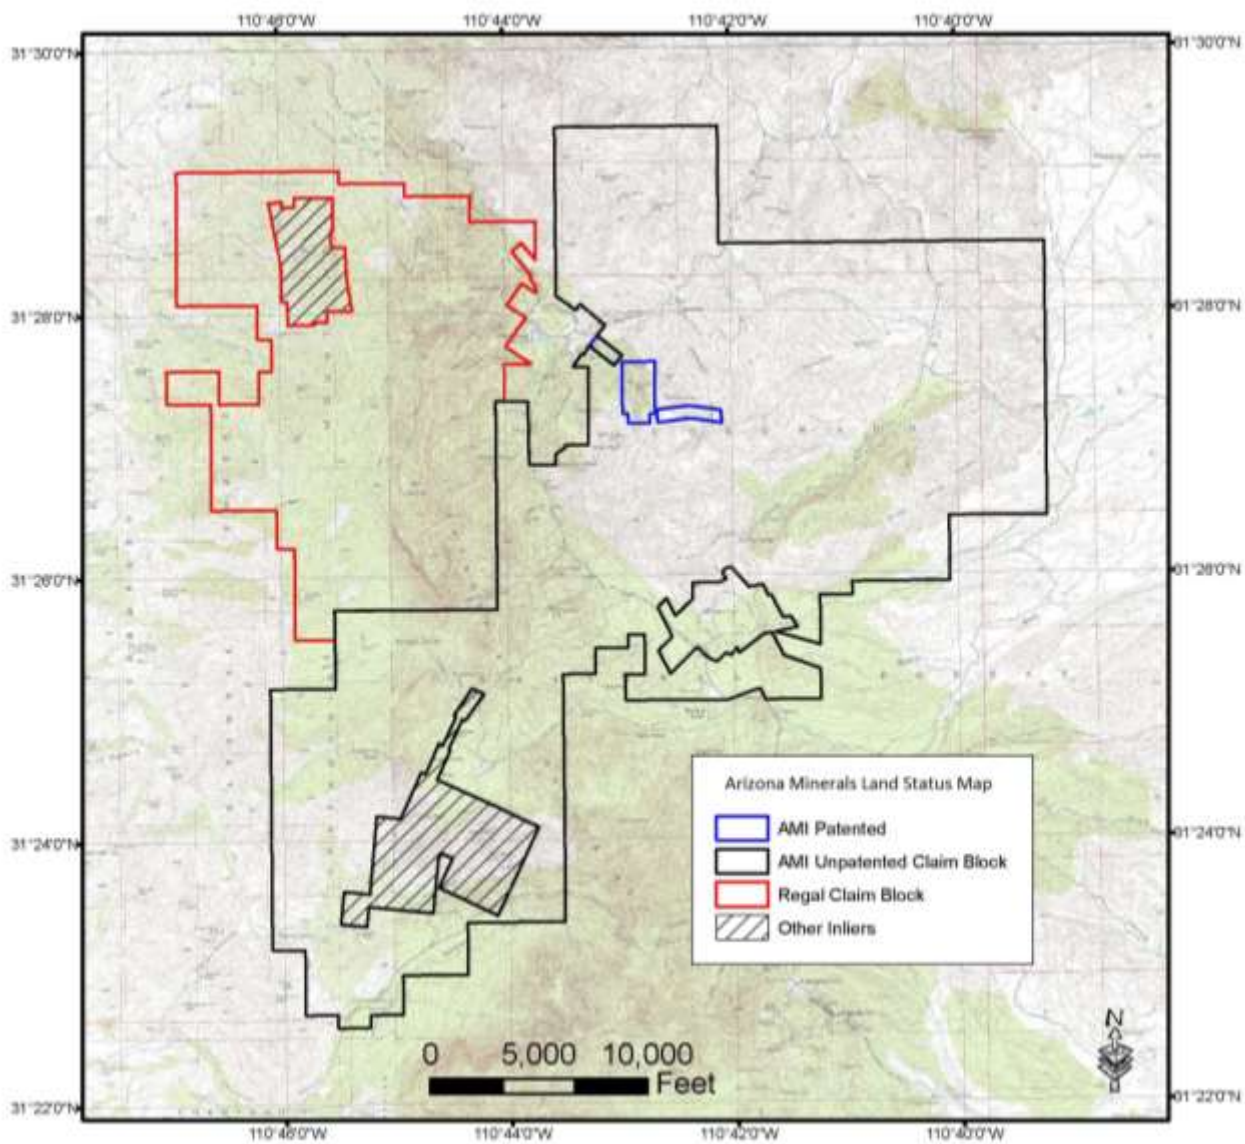 110°46'0"W 110°44'0"W 110°42'0"W 110°40'0"W
31°30'0"N 31°30'0"N
31°28'0"N 31°28'0"N
31°26'0"N 31°26'0"N
Arizona Minerals Land Status Map
AMI Patented
AMI Unpatented Claim Block
Regal Claim Block
Other Inliers
31°24'0"N 31°24'0"N
N
0 5,000 10,000
Feet
31°22'0"N 31°22'0"N
110°46'0"W 110°44'0"W 110°42'0"W 110°40'0"W